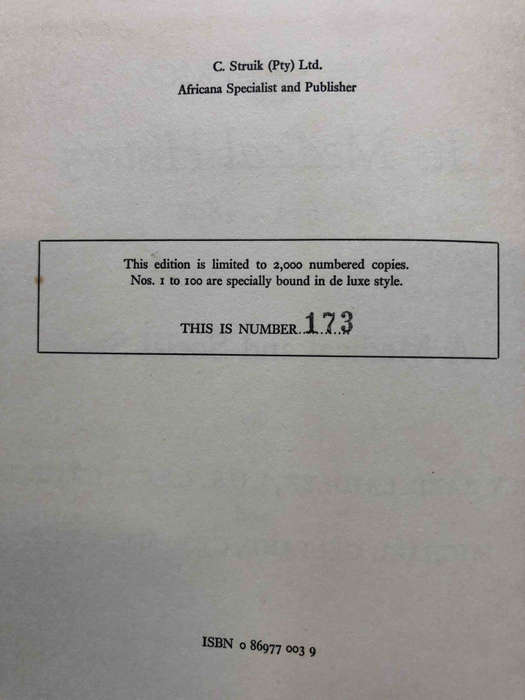 C. Struik (Pty) Ltd.
Africana Specialist and Publisher
This edition is limited to 2,000 numbered copies.
Nos. 1 to 100 are specially bound in de luxe style.
THIS IS NUMBER...173
ISBN 0 86977 003 9